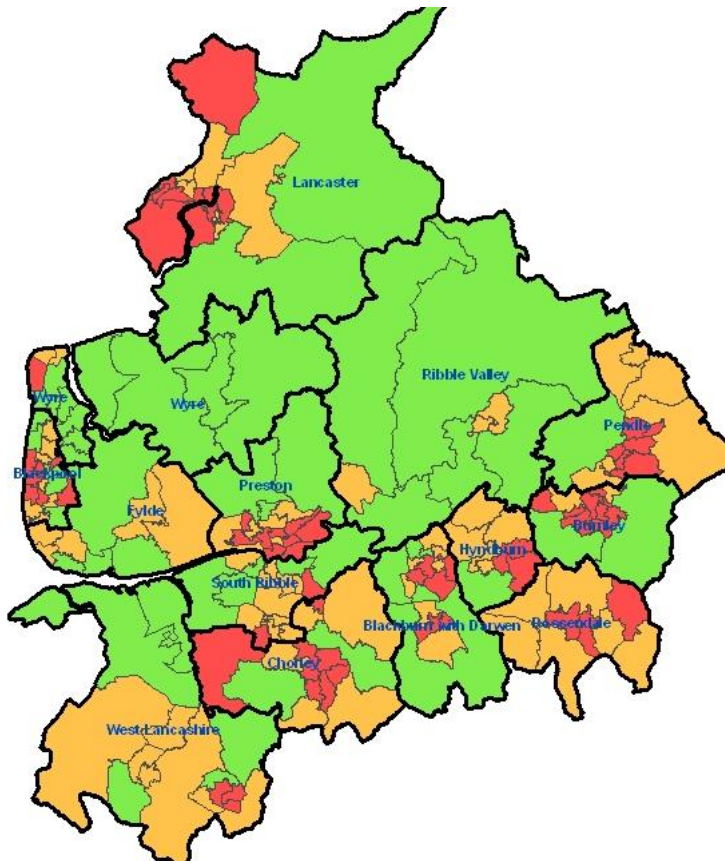 Lancaster
Ribble Valley
Wyre
Wyre
Pendle
Blackpool
Preston
Fylde
Burnley
Hyndburn
South Ribble
Blackburn with Darwen
Rossendale
Chorley
West Lancashire